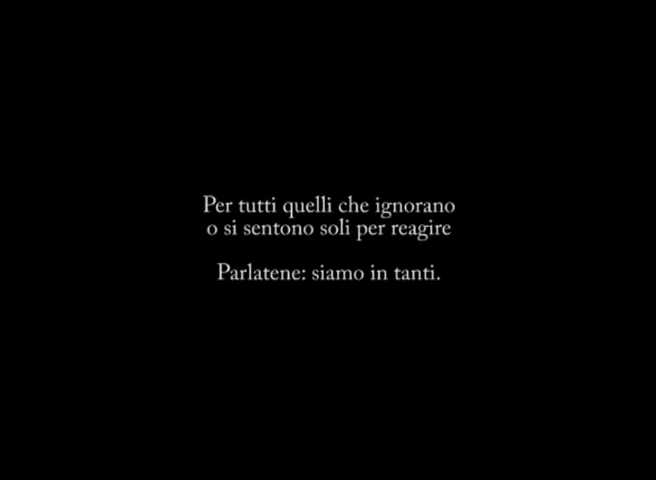 Per tutti quelli che ignorano
o si sentono soli per reagire
Parlatene: siamo in tanti.